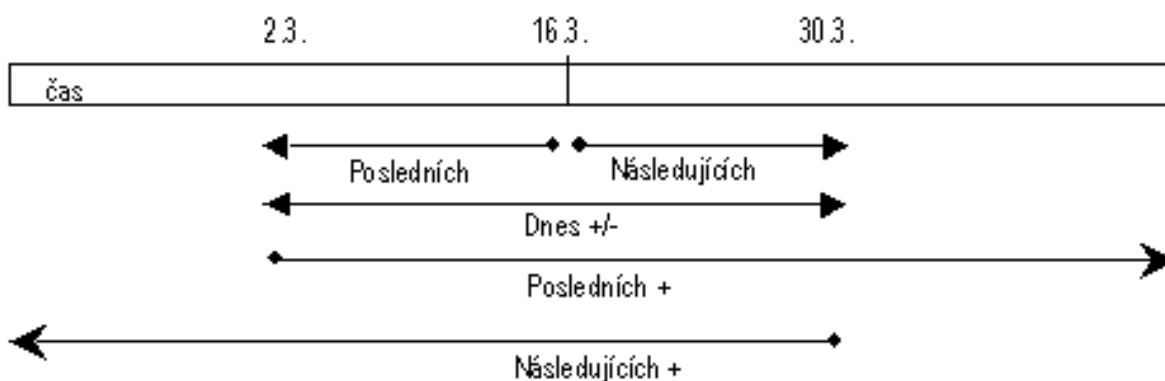 2.3. 16.3. 30.3.
čas
Posledních Následujících
Dnes +/-
Posledních +
Následujících +